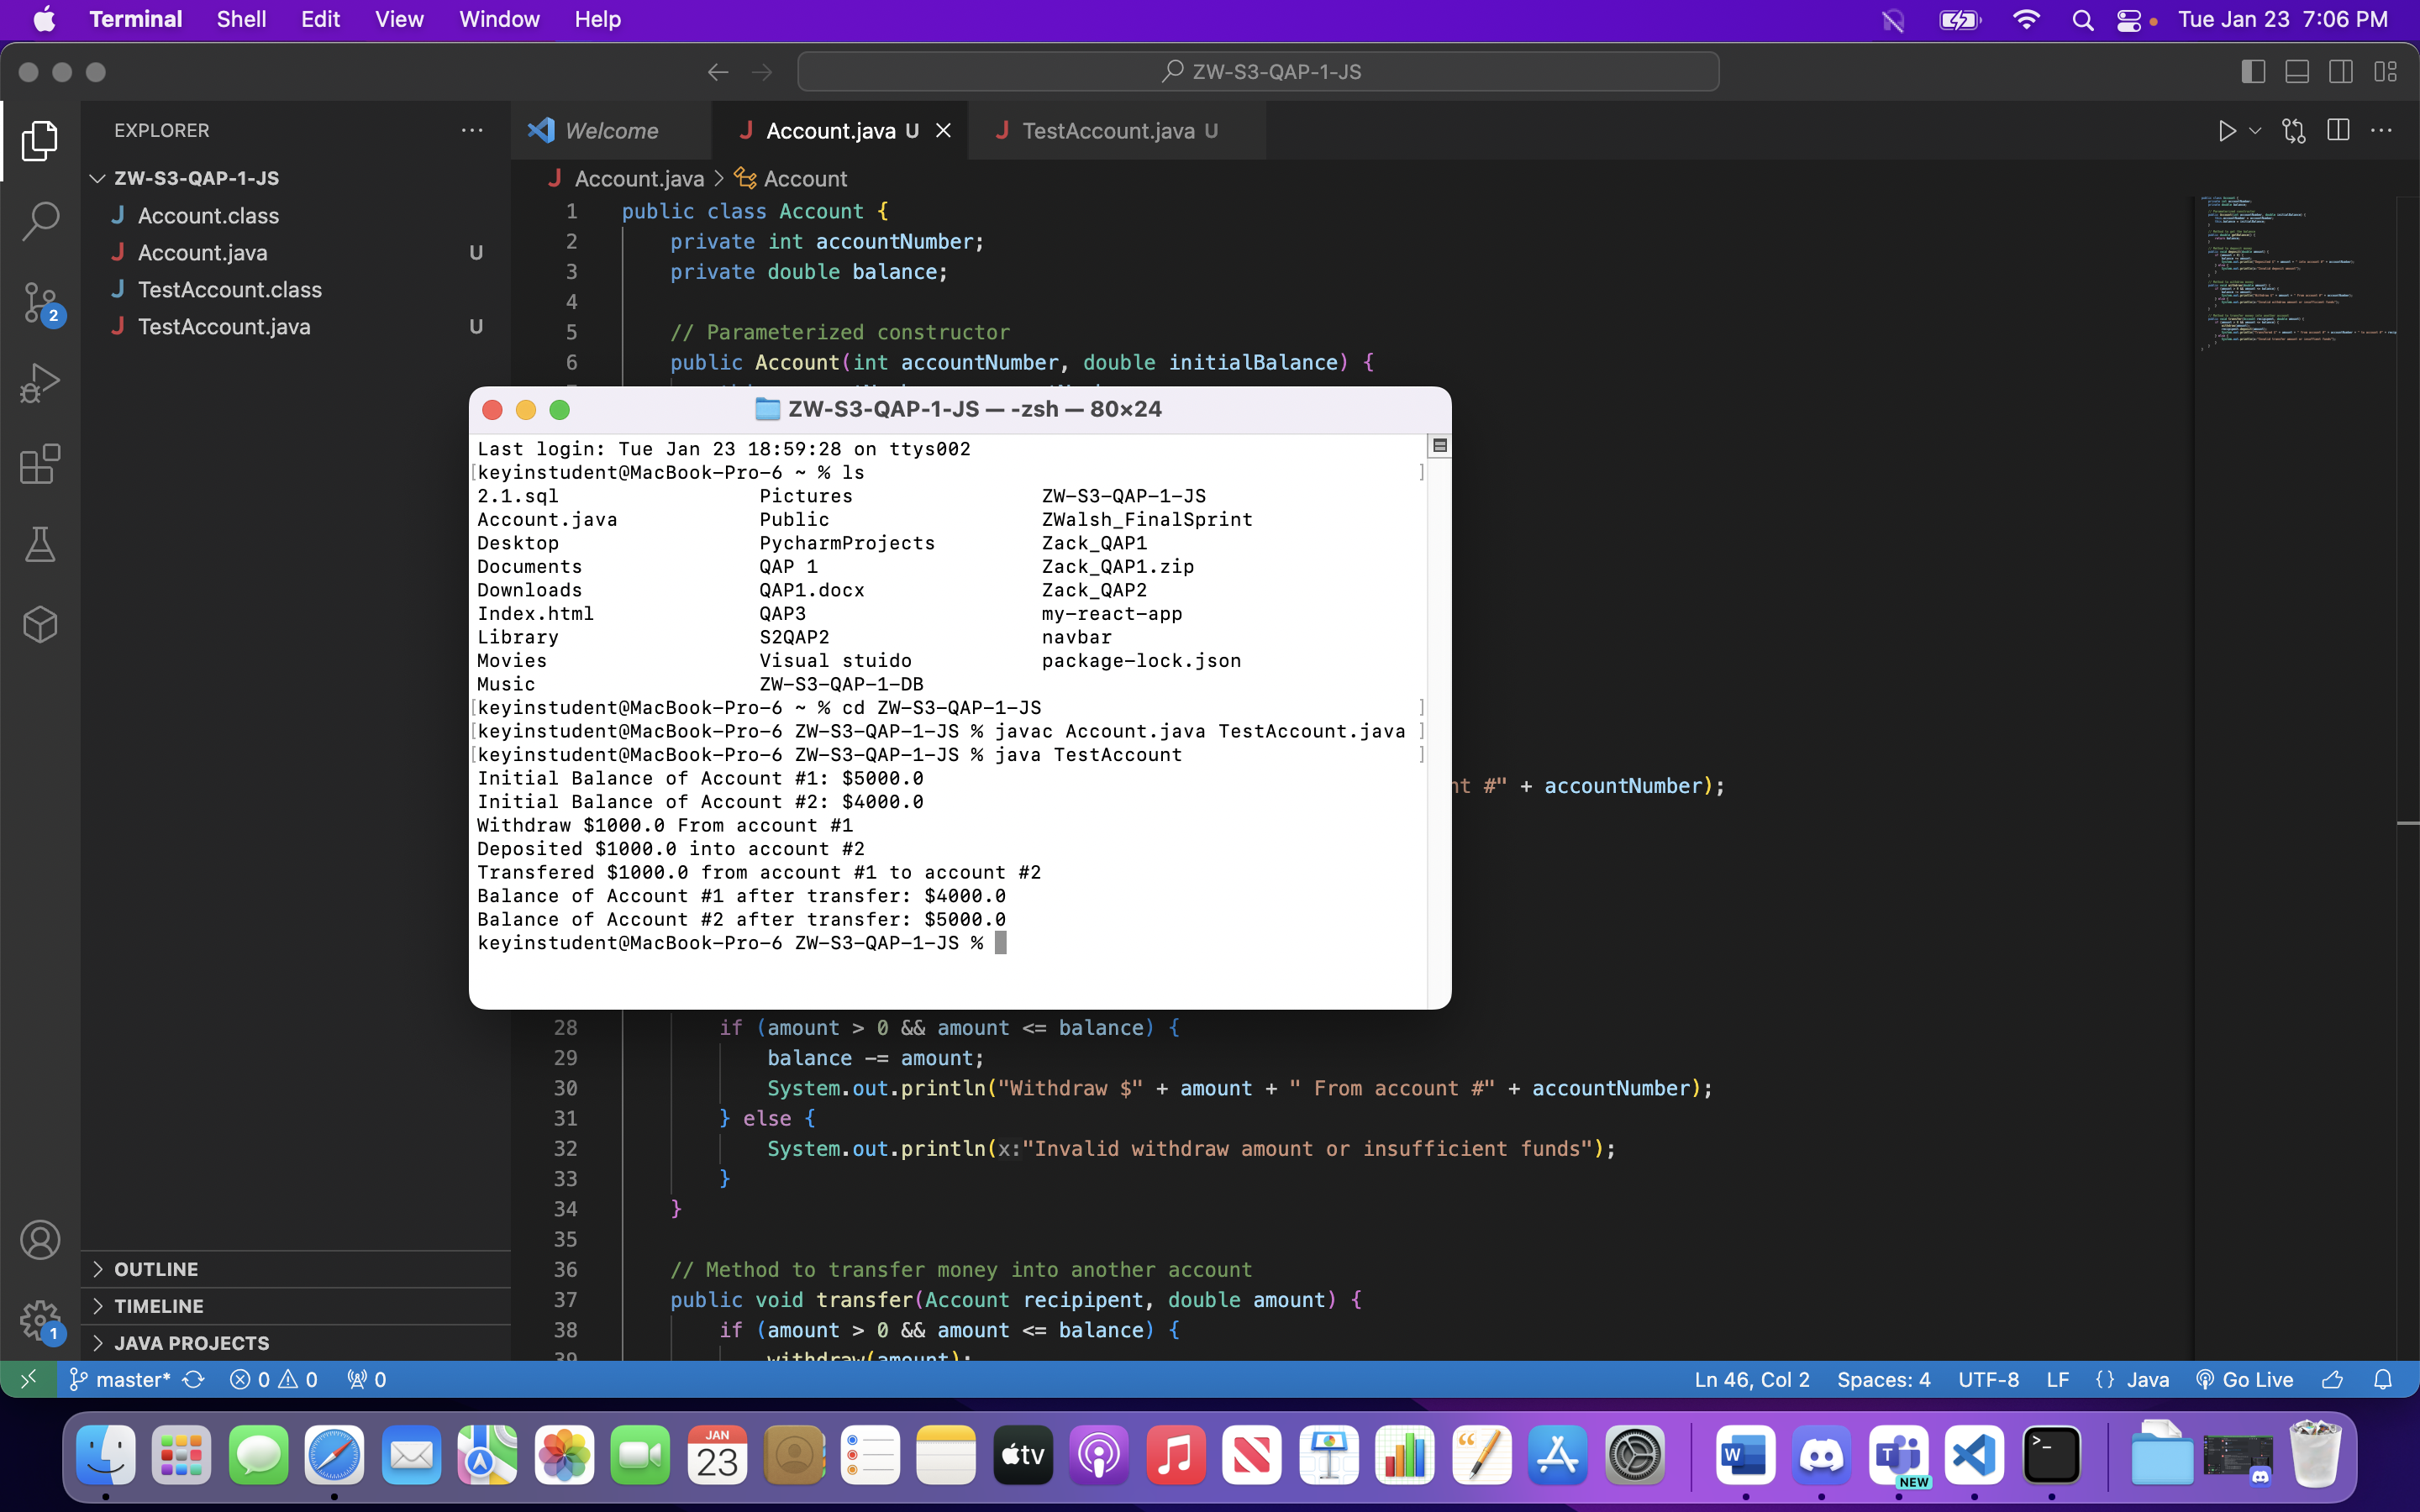 Terminal Shell Edit View Window Help Tue Jan 23 7:06 PM
ZW-S3-QAP-1-JS
EXPLORER
ZW-S3-QAP-1-JS
Account.class
Account.java U
TestAccount.class
TestAccount.java U
OUTLINE
TIMELINE
JAVA PROJECTS
2
1
Welcome Account.java U TestAccount.java U
Account.java > Account
1 public class Account {
2 private int accountNumber;
3 private double balance;
4
5 // Parameterized constructor
6 public Account(int accountNumber, double initialBalance) {
ZW-S3-QAP-1-JS — -zsh — 80×24
Last login: Tue Jan 23 18:59:28 on ttys002
[keyinstudent@MacBook-Pro-6 ~ % ls ]
2.1.sql Pictures ZW-S3-QAP-1-JS
Account.java Public ZWalsh_FinalSprint
Desktop PycharmProjects Zack_QAP1
Documents QAP 1 Zack_QAP1.zip
Downloads QAP1.docx Zack_QAP2
Index.html QAP3 my-react-app
Library S2QAP2 navbar
Movies Visual stuido package-lock.json
Music ZW-S3-QAP-1-DB
[keyinstudent@MacBook-Pro-6 ~ % cd ZW-S3-QAP-1-JS ]
[keyinstudent@MacBook-Pro-6 ZW-S3-QAP-1-JS % javac Account.java TestAccount.java ]
[keyinstudent@MacBook-Pro-6 ZW-S3-QAP-1-JS % java TestAccount ]
Initial Balance of Account #1: $5000.0
Initial Balance of Account #2: $4000.0
Withdraw $1000.0 From account #1
Deposited $1000.0 into account #2
Transfered $1000.0 from account #1 to account #2
Balance of Account #1 after transfer: $4000.0
Balance of Account #2 after transfer: $5000.0
keyinstudent@MacBook-Pro-6 ZW-S3-QAP-1-JS %
nt #" + accountNumber);
28 if (amount > 0 && amount <= balance) {
29 balance -= amount;
30 System.out.println("Withdraw $" + amount + " From account #" + accountNumber);
31 } else {
32 System.out.println(x:"Invalid withdraw amount or insufficient funds");
33 }
34 }
35
36 // Method to transfer money into another account
37 public void transfer(Account recipipent, double amount) {
38 if (amount > 0 && amount <= balance) {
39 withdraw(amount);
master* 0 0 0 Ln 46, Col 2 Spaces: 4 UTF-8 LF {} Java Go Live
JAN
23
tv
W
T
NEW
>_